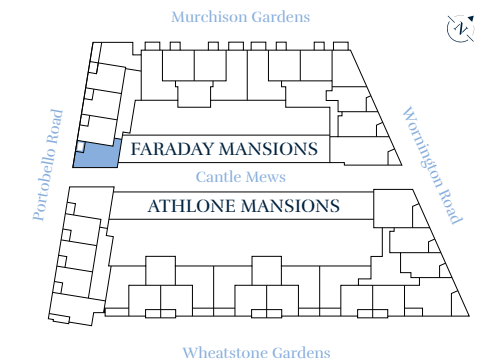 Murchison Gardens
N
Portobello Road
Wornington Road
FARADAY MANSIONS
Cantle Mews
ATHLONE MANSIONS
Wheatstone Gardens